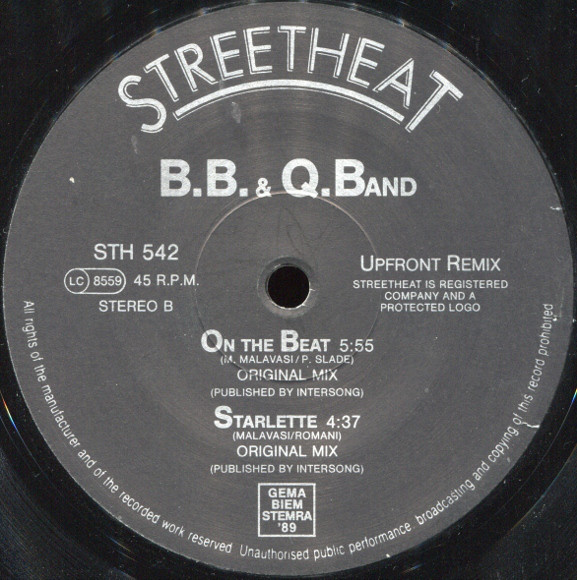 STREETHEAT
B.B. & Q.BAND
STH 542
LC 8559 45 R.P.M.
STEREO B
UPFRONT REMIX
STREETHEAT IS REGISTERED
COMPANY AND A
PROTECTED LOGO
ON THE BEAT 5:55
(M. MALAVASI/P. SLADE)
ORIGINAL MIX
(PUBLISHED BY INTERSONG)
STARLETTE 4:37
(MALAVASI/ROMANI)
ORIGINAL MIX
(PUBLISHED BY INTERSONG)
GEMA
BIEM
STEMRA
'89
All rights of the manufacturer and of the recorded work reserved. Unauthorised public performance, broadcasting and copying of this record prohibited